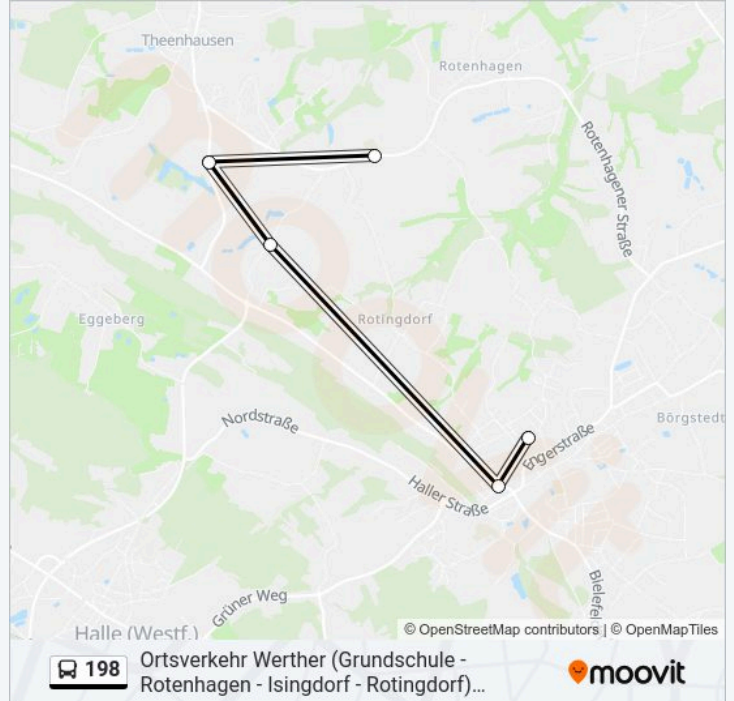 Theenhausen
Rotenhagen
Rotenhagener Straße
Eggeberg
Rotingdorf
Börgstedt
Nordstraße
Engerstraße
Haller Straße
Grüner Weg
Bielefel
Halle (Westf.)
© OpenStreetMap contributors | © OpenMapTiles
198
Ortsverkehr Werther (Grundschule -
Rotenhagen - Isingdorf - Rotingdorf)…
moovit